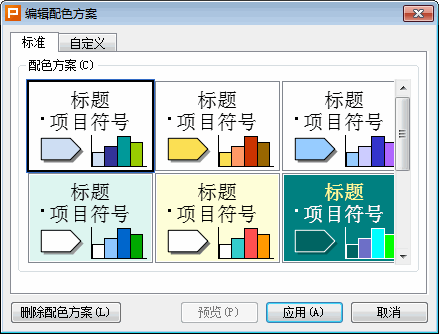 编辑配色方案
标准 自定义
配色方案(C)
标题 标题 标题
· 项目符号 · 项目符号 · 项目符号
标题 标题 标题
· 项目符号 · 项目符号 · 项目符号
删除配色方案(L) 预览(P) 应用(A) 取消